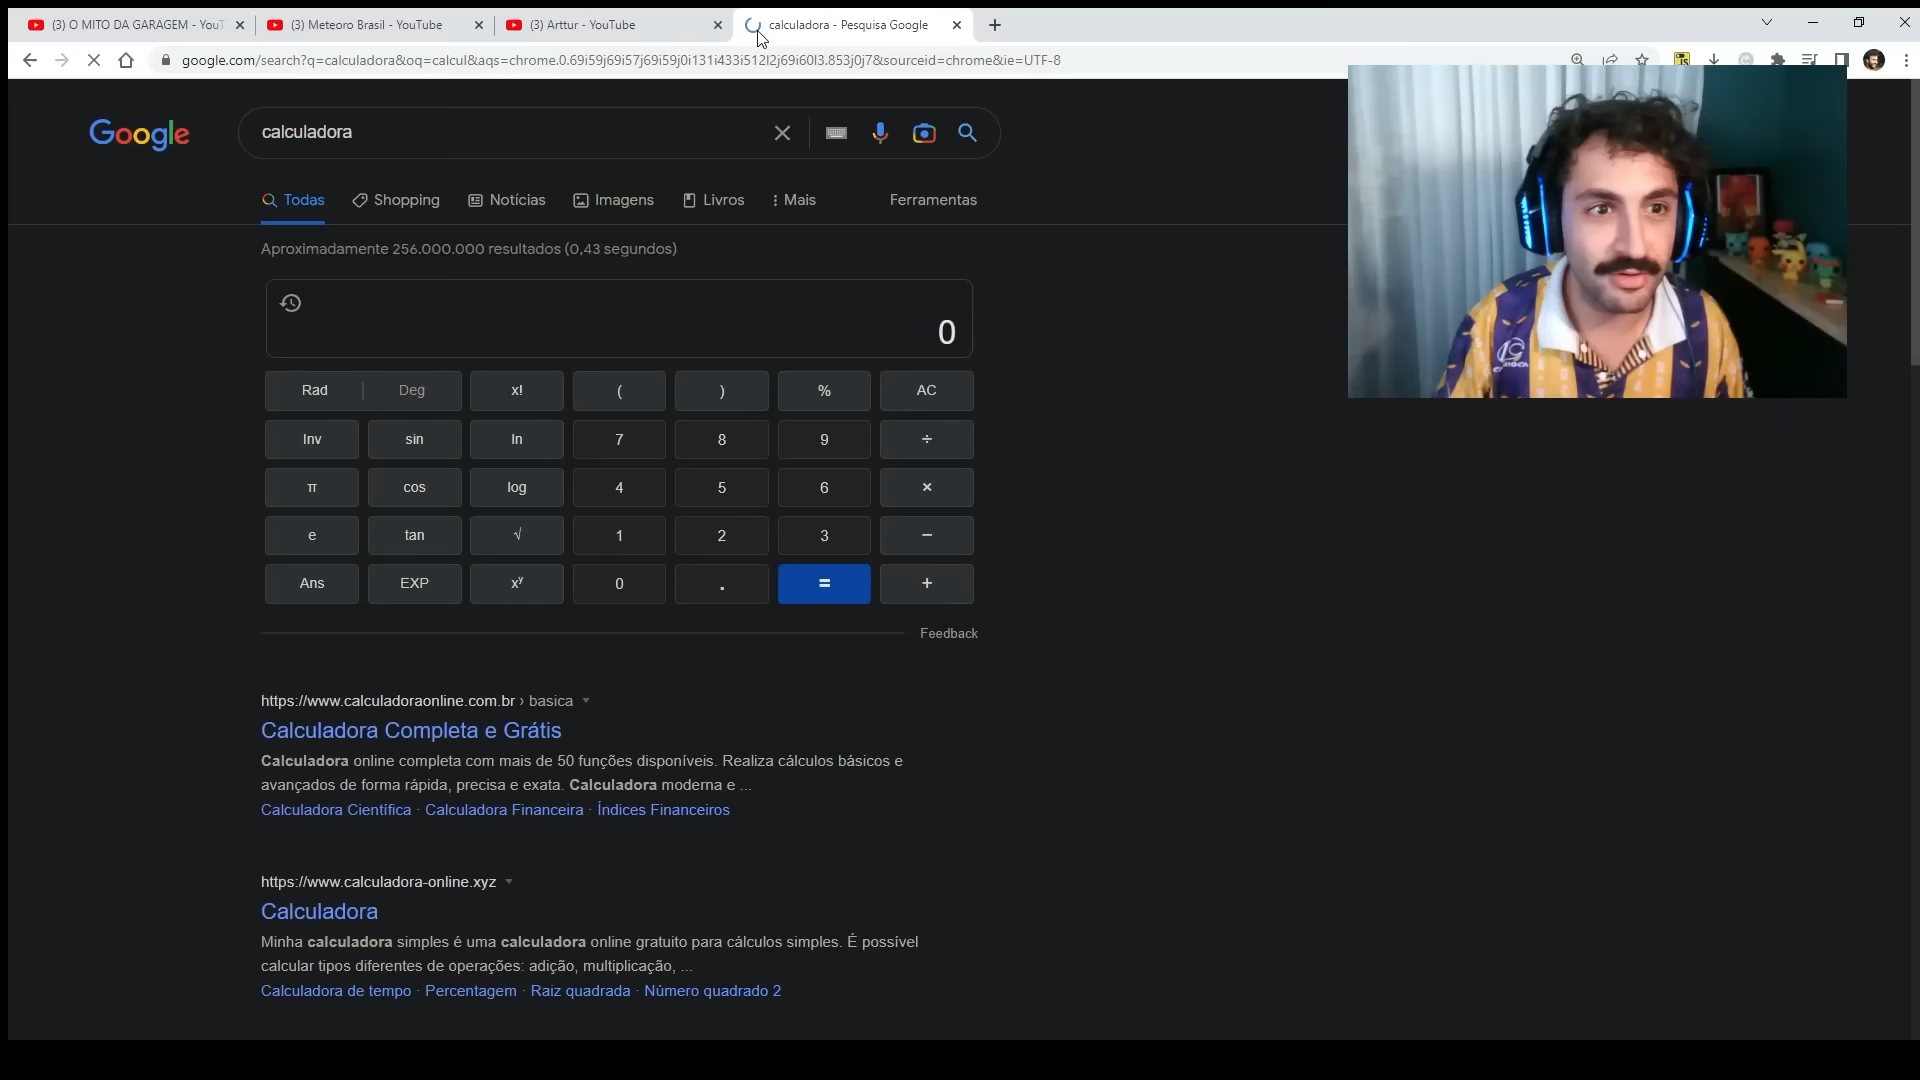 (3) O MITO DA GARAGEM - YouT
(3) Meteoro Brasil - YouTube
(3) Arttur - YouTube
calculadora - Pesquisa Google
google.com/search?q=calculadora&oq=calcul&aqs=chrome.0.69i59j69i57j69i59j0i131i433i512l2j69i60l3.853j0j7&sourceid=chrome&ie=UTF-8
JS
Google
calculadora
Todas
Shopping
Notícias
Imagens
Livros
Mais
Ferramentas
Aproximadamente 256.000.000 resultados (0,43 segundos)
0
Rad | Deg x! ( ) % AC
Inv sin ln 7 8 9 ÷
π cos log 4 5 6 ×
e tan √ 1 2 3 −
Ans EXP xʸ 0 . = +
Feedback
https://www.calculadoraonline.com.br › basica
Calculadora Completa e Grátis
Calculadora online completa com mais de 50 funções disponíveis. Realiza cálculos básicos e
avançados de forma rápida, precisa e exata. Calculadora moderna e ...
Calculadora Científica · Calculadora Financeira · Índices Financeiros
https://www.calculadora-online.xyz
Calculadora
Minha calculadora simples é uma calculadora online gratuito para cálculos simples. É possível
calcular tipos diferentes de operações: adição, multiplicação, ...
Calculadora de tempo · Percentagem · Raiz quadrada · Número quadrado 2